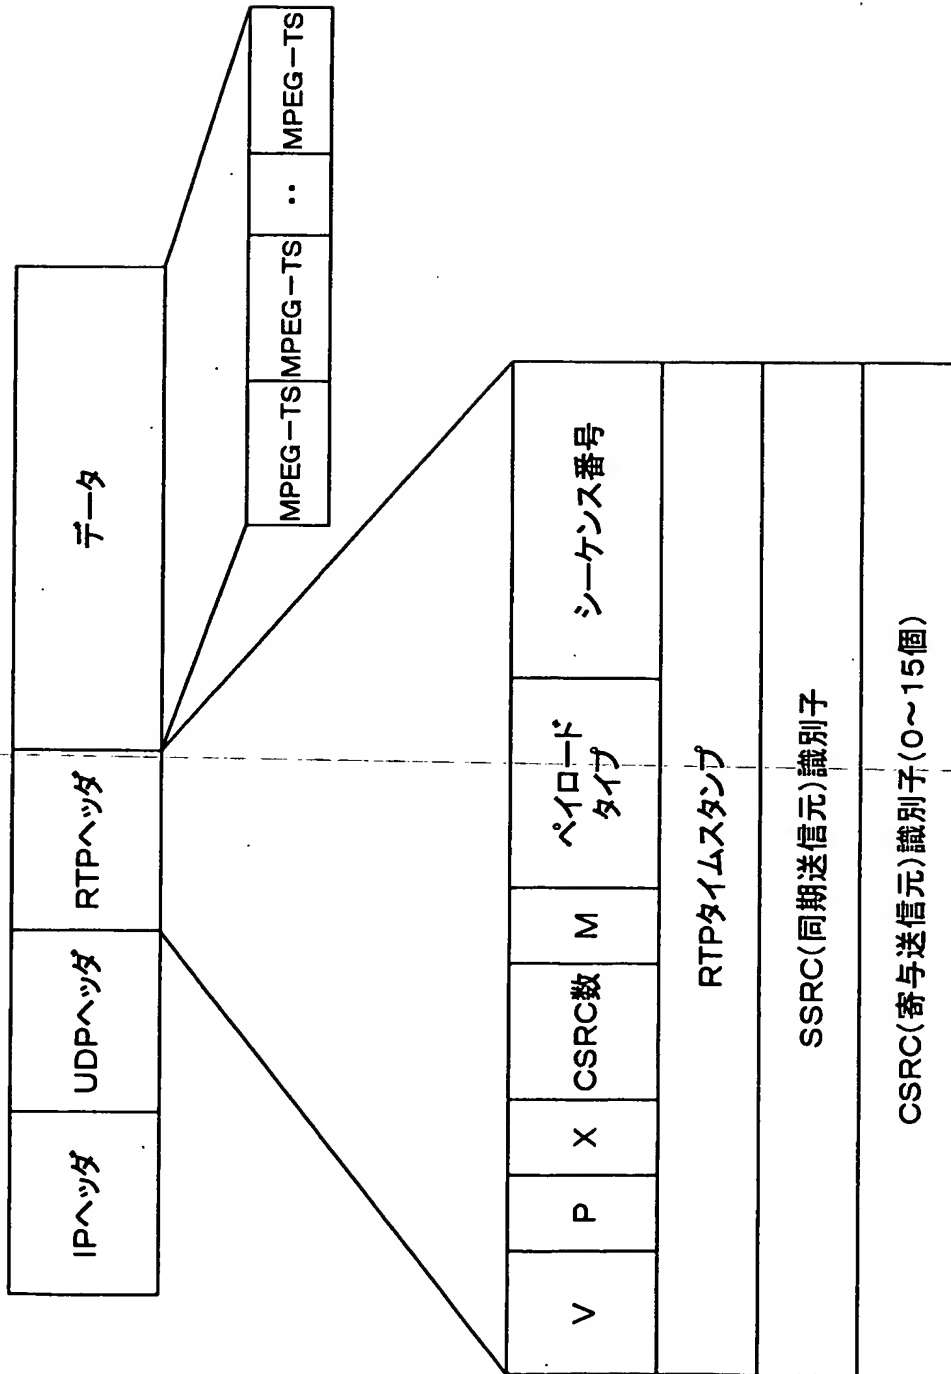 IPヘッダ
UDPヘッダ
RTPヘッダ
データ
MPEG－TS
MPEG－TS
‥
MPEG－TS
V
P
X
CSRC数
M
ペイロード
タイプ
シーケンス番号
RTPタイムスタンプ
SSRC(同期送信元)識別子
CSRC(寄与送信元)識別子(0～15個)